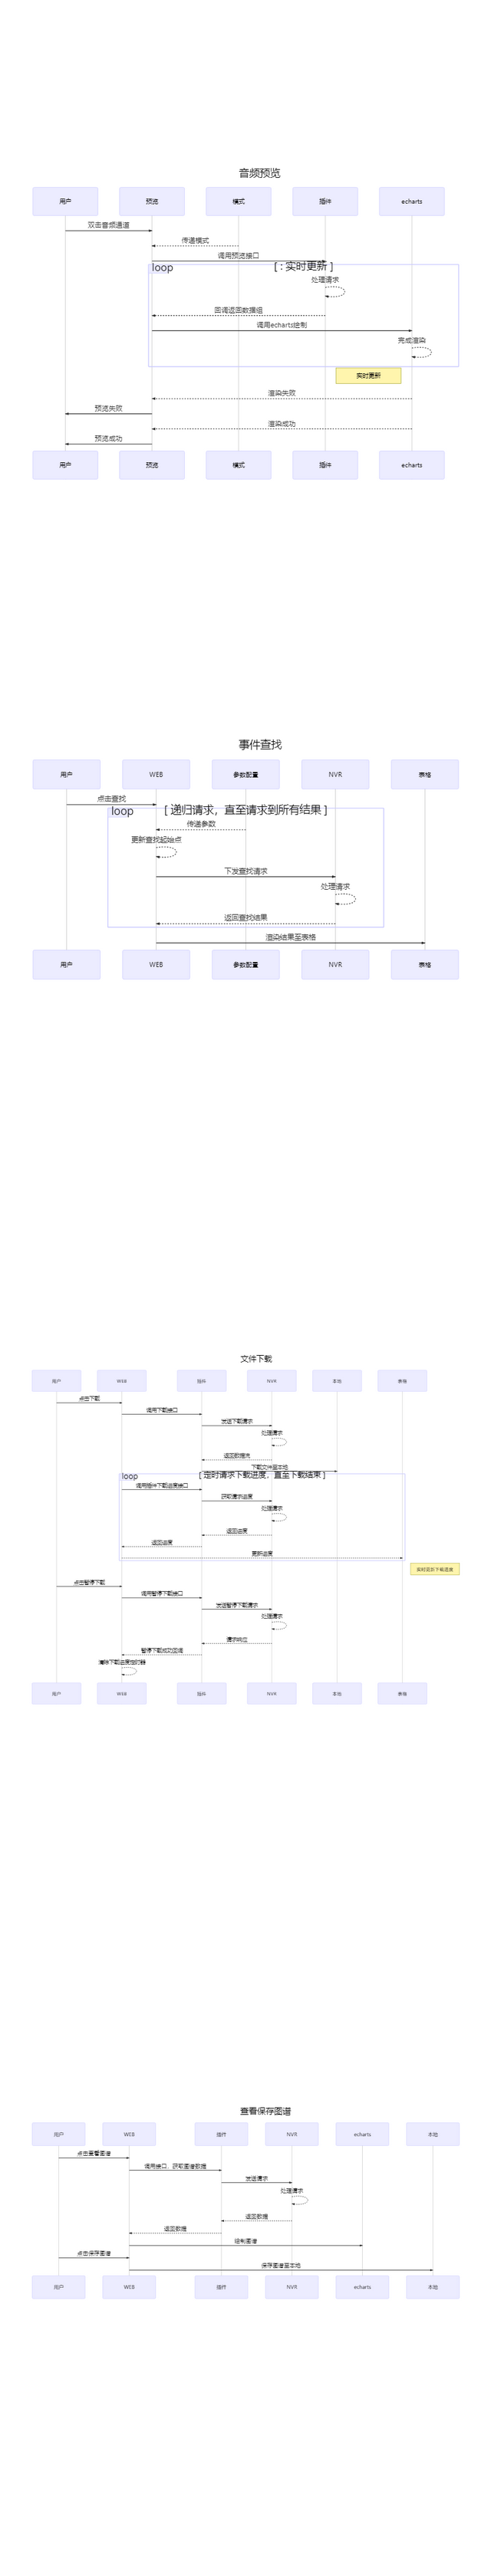 音频预览
用户 预览 模式 插件 echarts
双击音频通道
传递模式
调用预览接口
loop [ : 实时更新 ]
处理请求
回调返回数据组
调用echarts绘制
完成渲染
实时更新
渲染失败
预览失败
渲染成功
预览成功
用户 预览 模式 插件 echarts
事件查找
用户 WEB 参数配置 NVR 表格
点击查找
loop [ 递归请求，直至请求到所有结果 ]
传递参数
更新查找起始点
下发查找请求
处理请求
返回查找结果
渲染结果至表格
用户 WEB 参数配置 NVR 表格
文件下载
用户 WEB 插件 NVR 本地 表格
点击下载
调用下载接口
发送下载请求
处理请求
返回数据流
下载文件至本地
loop [ 定时请求下载进度，直至下载结束 ]
调用插件下载进度接口
获取请求进度
处理请求
返回进度
返回进度
更新进度
实时更新下载进度
点击暂停下载
调用暂停下载接口
发送暂停下载请求
处理请求
请求响应
暂停下载成功回调
清除下载进度定时器
用户 WEB 插件 NVR 本地 表格
查看保存图谱
用户 WEB 插件 NVR echarts 本地
点击查看图谱
调用接口，获取图谱数据
发送请求
处理请求
返回数据
返回数据
绘制图谱
点击保存图谱
保存图谱至本地
用户 WEB 插件 NVR echarts 本地